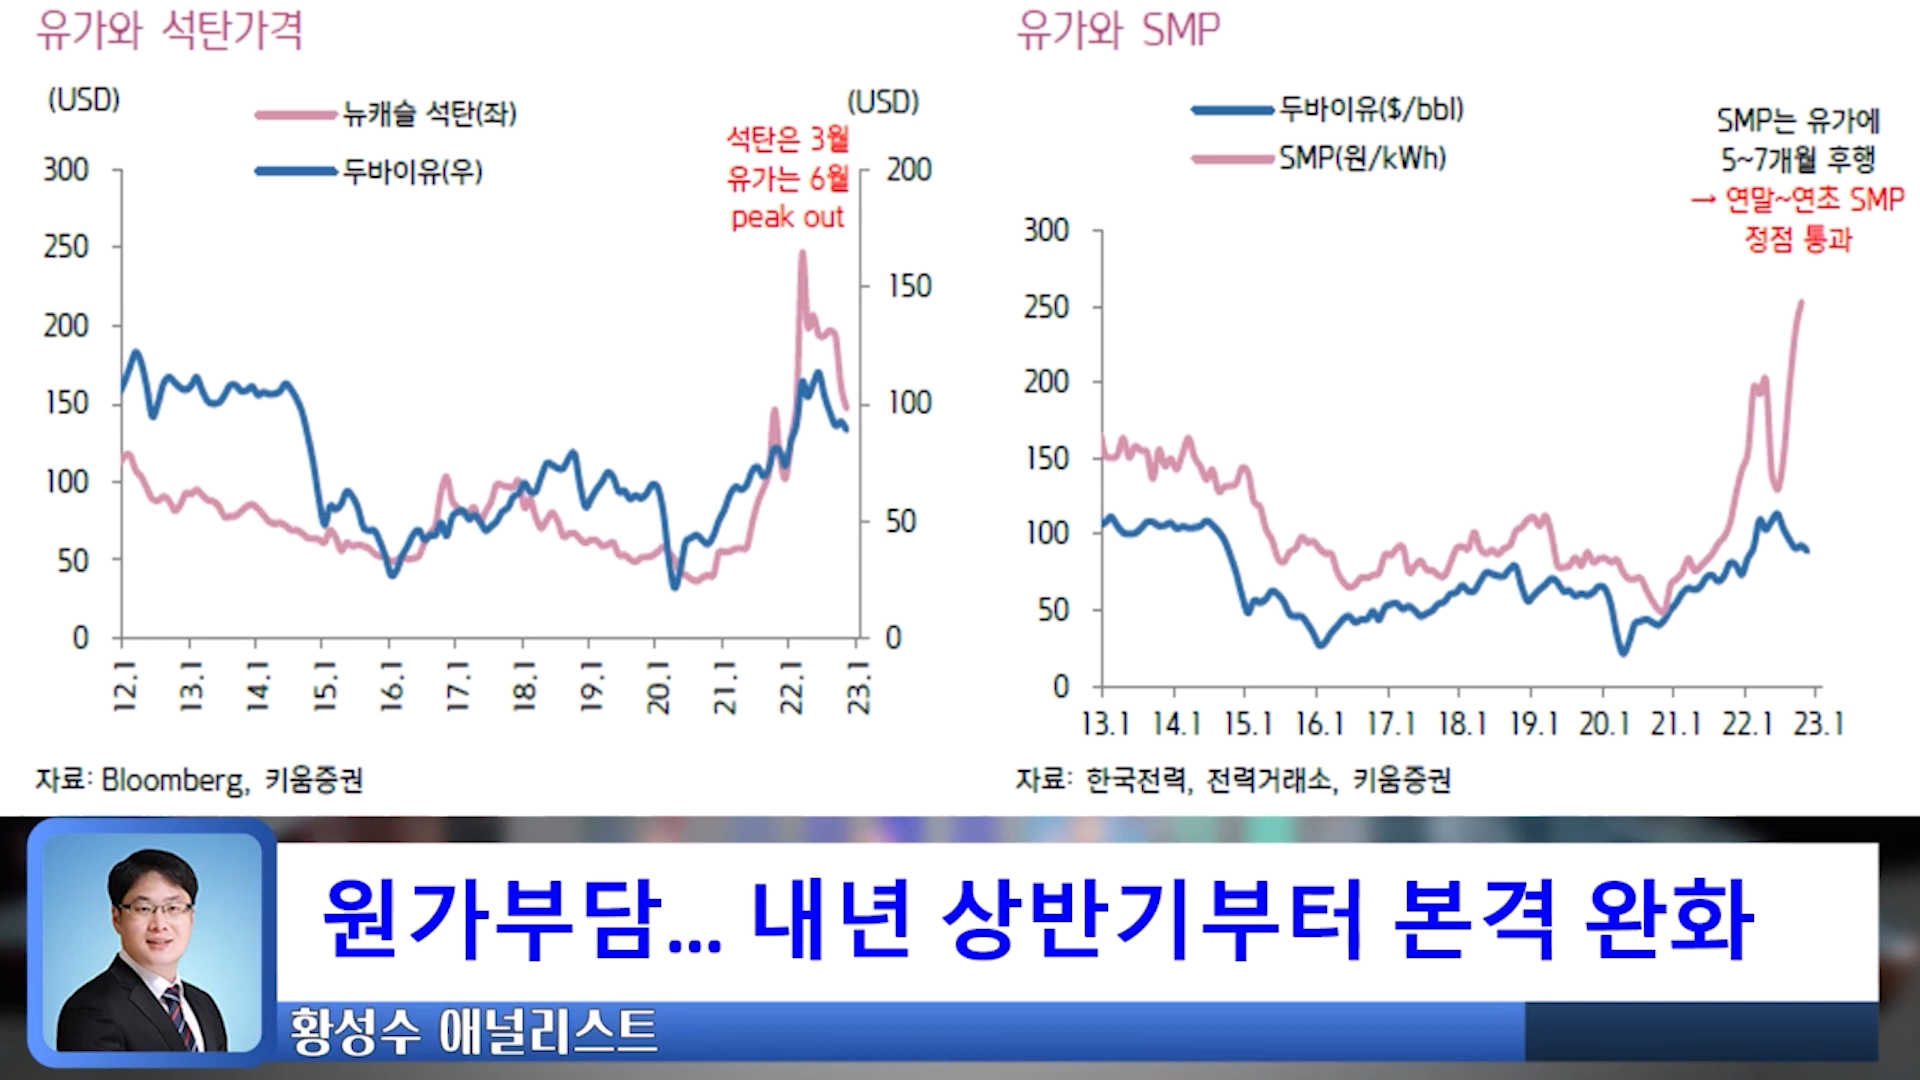 유가와 석탄가격
(USD)
(USD)
뉴캐슬 석탄(좌)
두바이유(우)
석탄은 3월
유가는 6월
peak out
300
250
200
150
100
50
0
200
150
100
50
0
12.1 13.1 14.1 15.1 16.1 17.1 18.1 19.1 20.1 21.1 22.1 23.1
자료: Bloomberg, 키움증권
유가와 SMP
두바이유($/bbl)
SMP(원/kWh)
SMP는 유가에
5~7개월 후행
→ 연말~연초 SMP
정점 통과
300
250
200
150
100
50
0
13.1 14.1 15.1 16.1 17.1 18.1 19.1 20.1 21.1 22.1 23.1
자료: 한국전력, 전력거래소, 키움증권
원가부담... 내년 상반기부터 본격 완화
황성수 애널리스트